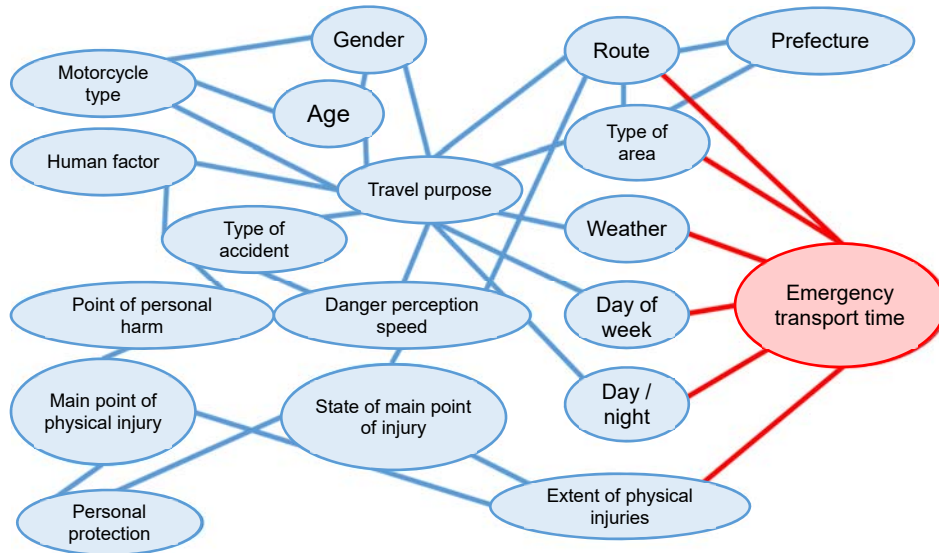 Gender
Route
Prefecture
Motorcycle
type
Age
Type of
area
Human factor
Travel purpose
Type of
accident
Weather
Point of personal
harm
Danger perception
speed
Day of
week
Emergency
transport time
Main point of
physical injury
State of main point
of injury
Day /
night
Personal
protection
Extent of physical
injuries